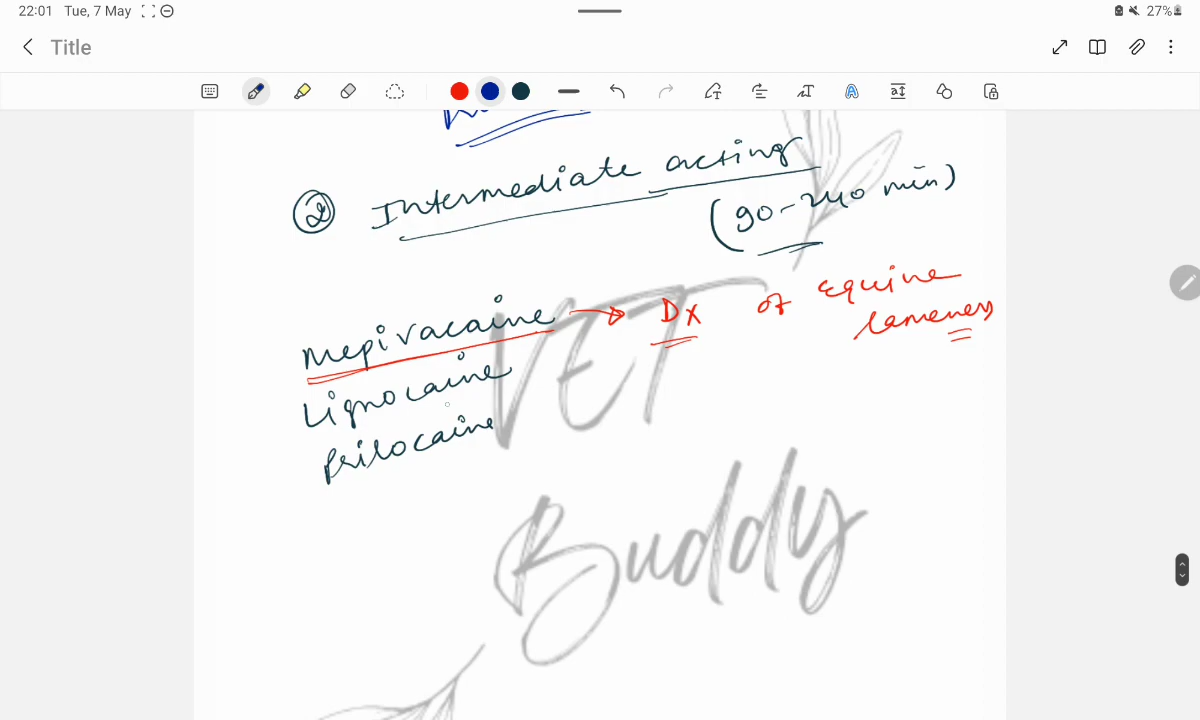 22:01 Tue, 7 May 27%
Title
② Intermediate acting
(90-240 min)
Mepivacaine → Dx of equine
lameness
Lignocaine
Prilocaine
VET
Buddy